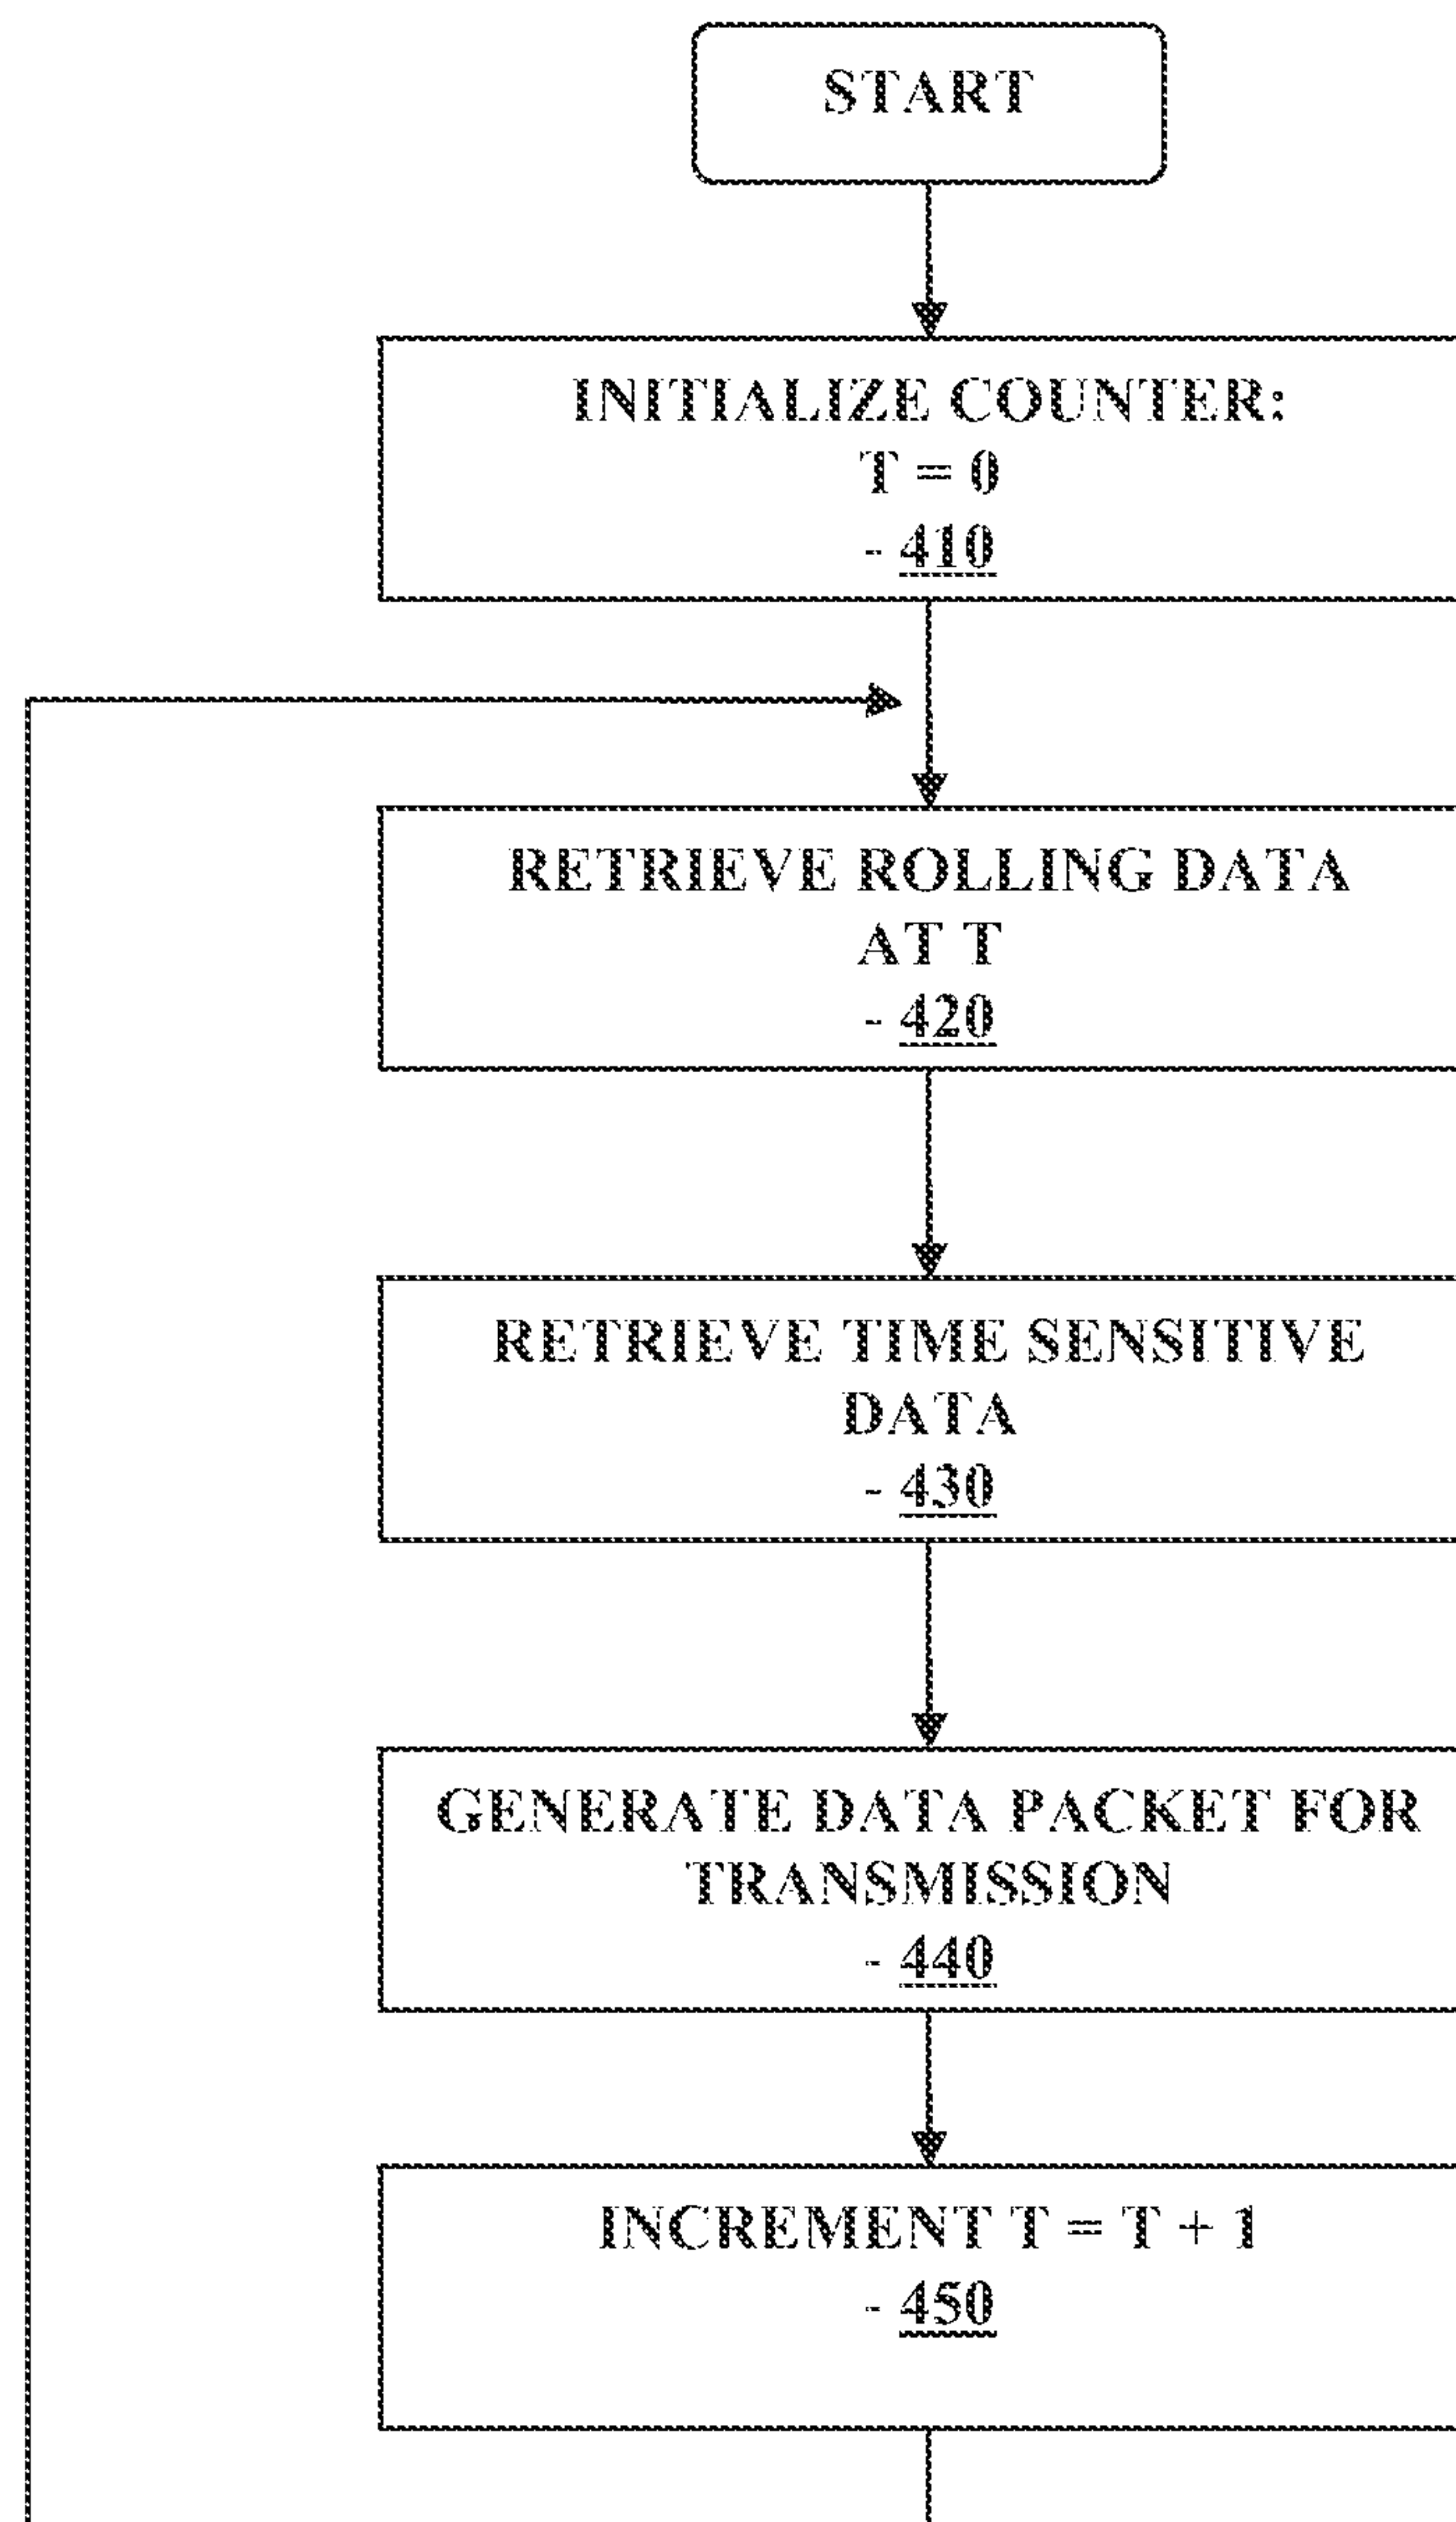 START
INITIALIZE COUNTER:
T = 0
- 410
RETRIEVE ROLLING DATA
AT T
- 420
RETRIEVE TIME SENSITIVE
DATA
- 430
GENERATE DATA PACKET FOR
TRANSMISSION
- 440
INCREMENT T = T + 1
- 450